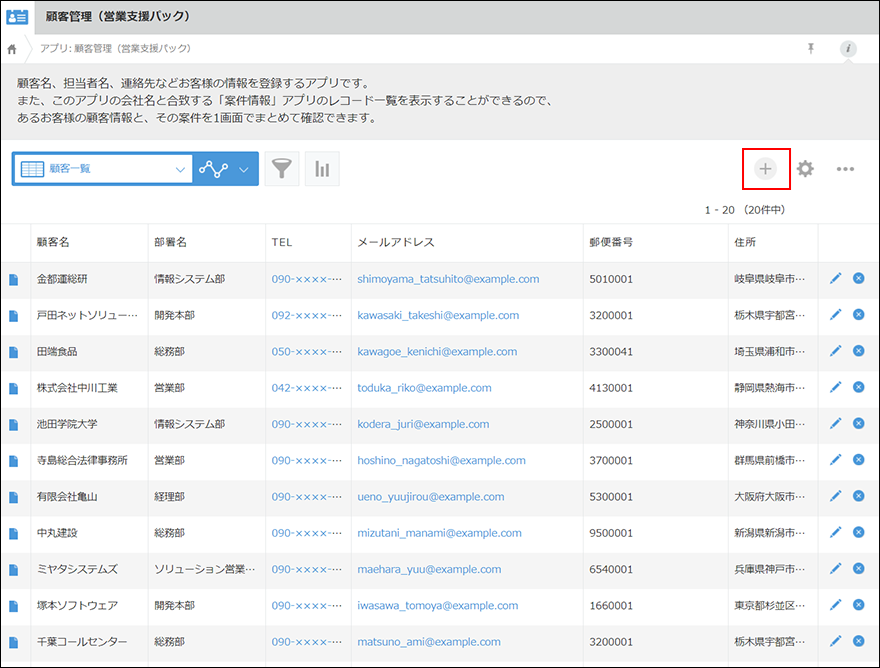 顧客管理（営業支援パック）
アプリ: 顧客管理（営業支援パック）
顧客名、担当者名、連絡先などお客様の情報を登録するアプリです。
また、このアプリの会社名と合致する「案件情報」アプリのレコード一覧を表示することができるので、
あるお客様の顧客情報と、その案件を1画面でまとめて確認できます。
顧客一覧
1 - 20 （20件中）
顧客名 部署名 TEL メールアドレス 郵便番号 住所
金都運総研 情報システム部 090-××××-… shimoyama_tatsuhito@example.com 5010001 岐阜県岐阜市…
戸田ネットソリュー… 開発本部 092-××××-… kawasaki_takeshi@example.com 3200001 栃木県宇都宮…
田端食品 総務部 050-××××-… kawagoe_kenichi@example.com 3300041 埼玉県浦和市…
株式会社中川工業 営業部 042-××××-… toduka_riko@example.com 4130001 静岡県熱海市…
池田学院大学 情報システム部 090-××××-… kodera_juri@example.com 2500001 神奈川県小田…
寺島総合法律事務所 営業部 090-××××-… hoshino_nagatoshi@example.com 3700001 群馬県前橋市…
有限会社亀山 経理部 090-××××-… ueno_yuujirou@example.com 5300001 大阪府大阪市…
中丸建設 総務部 090-××××-… mizutani_manami@example.com 9500001 新潟県新潟市…
ミヤタシステムズ ソリューション営業… 090-××××-… maehara_yuu@example.com 6540001 兵庫県神戸市…
塚本ソフトウェア 開発本部 090-××××-… iwasawa_tomoya@example.com 1660001 東京都杉並区…
千葉コールセンター 総務部 090-××××-… matsuno_ami@example.com 3200001 栃木県宇都宮…